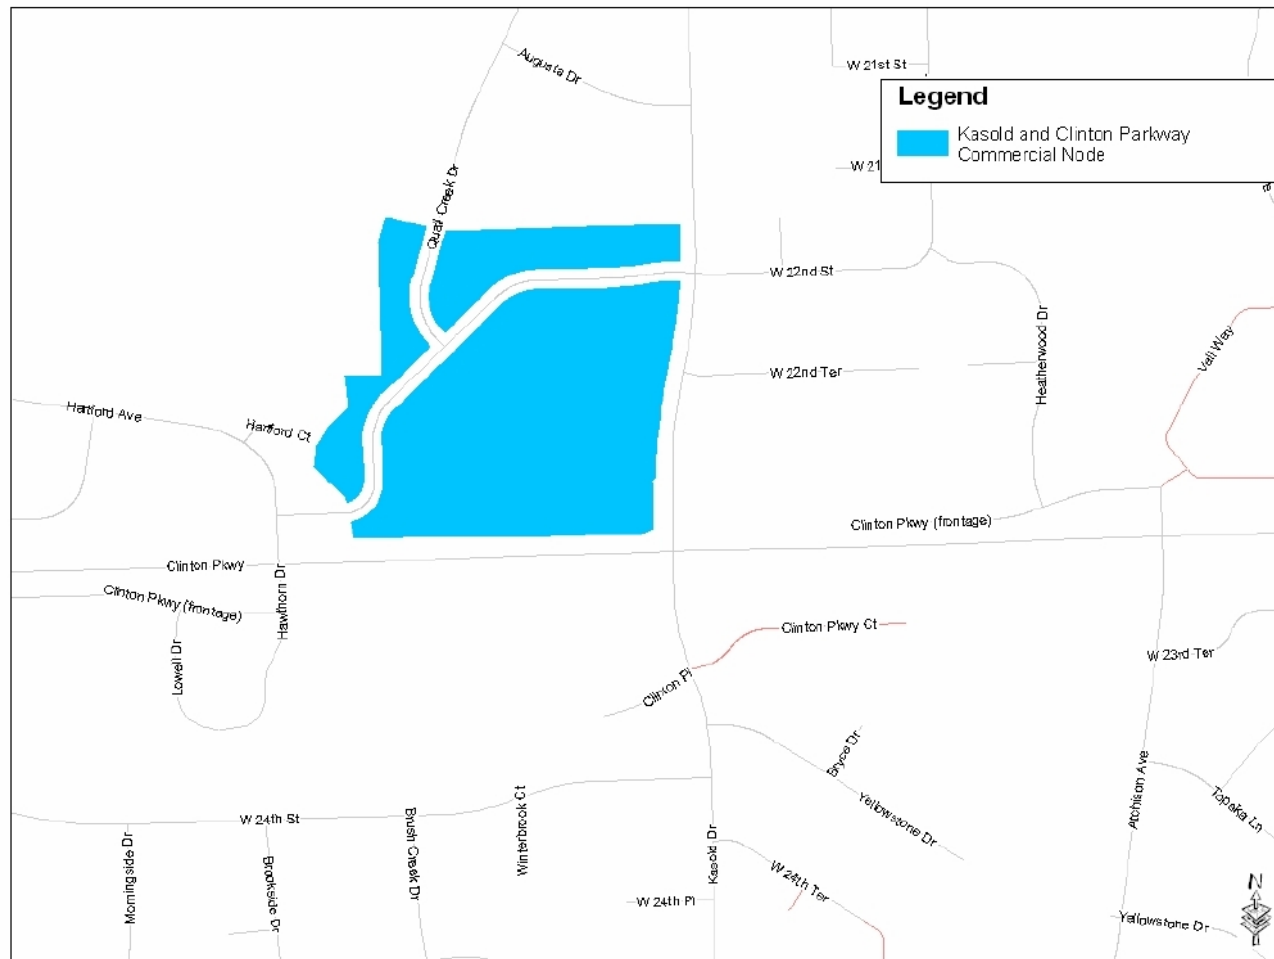 Augusta Dr
W 21st St
Legend
Kasold and Clinton Parkway
Commercial Node
W 21
Quail Creek Dr
W 22nd St
Heatherwood Dr
Vail Way
W 22nd Ter
Hartford Ave
Hartford Ct
Clinton Pkwy (frontage)
Clinton Pkwy
Clinton Pkwy (frontage)
Hawthorn Dr
Lowell Dr
Clinton Pkwy Ct
Clinton Pl
W 23rd Ter
Bryce Dr
Yellowstone Dr
Atchison Ave
Topeka Ln
W 24th St
Morningside Dr
Brookside Dr
Brush Creek Dr
Winterbrook Ct
Kasold Dr
W 24th Ter
W 24th Pl
Yellowstone Dr
N